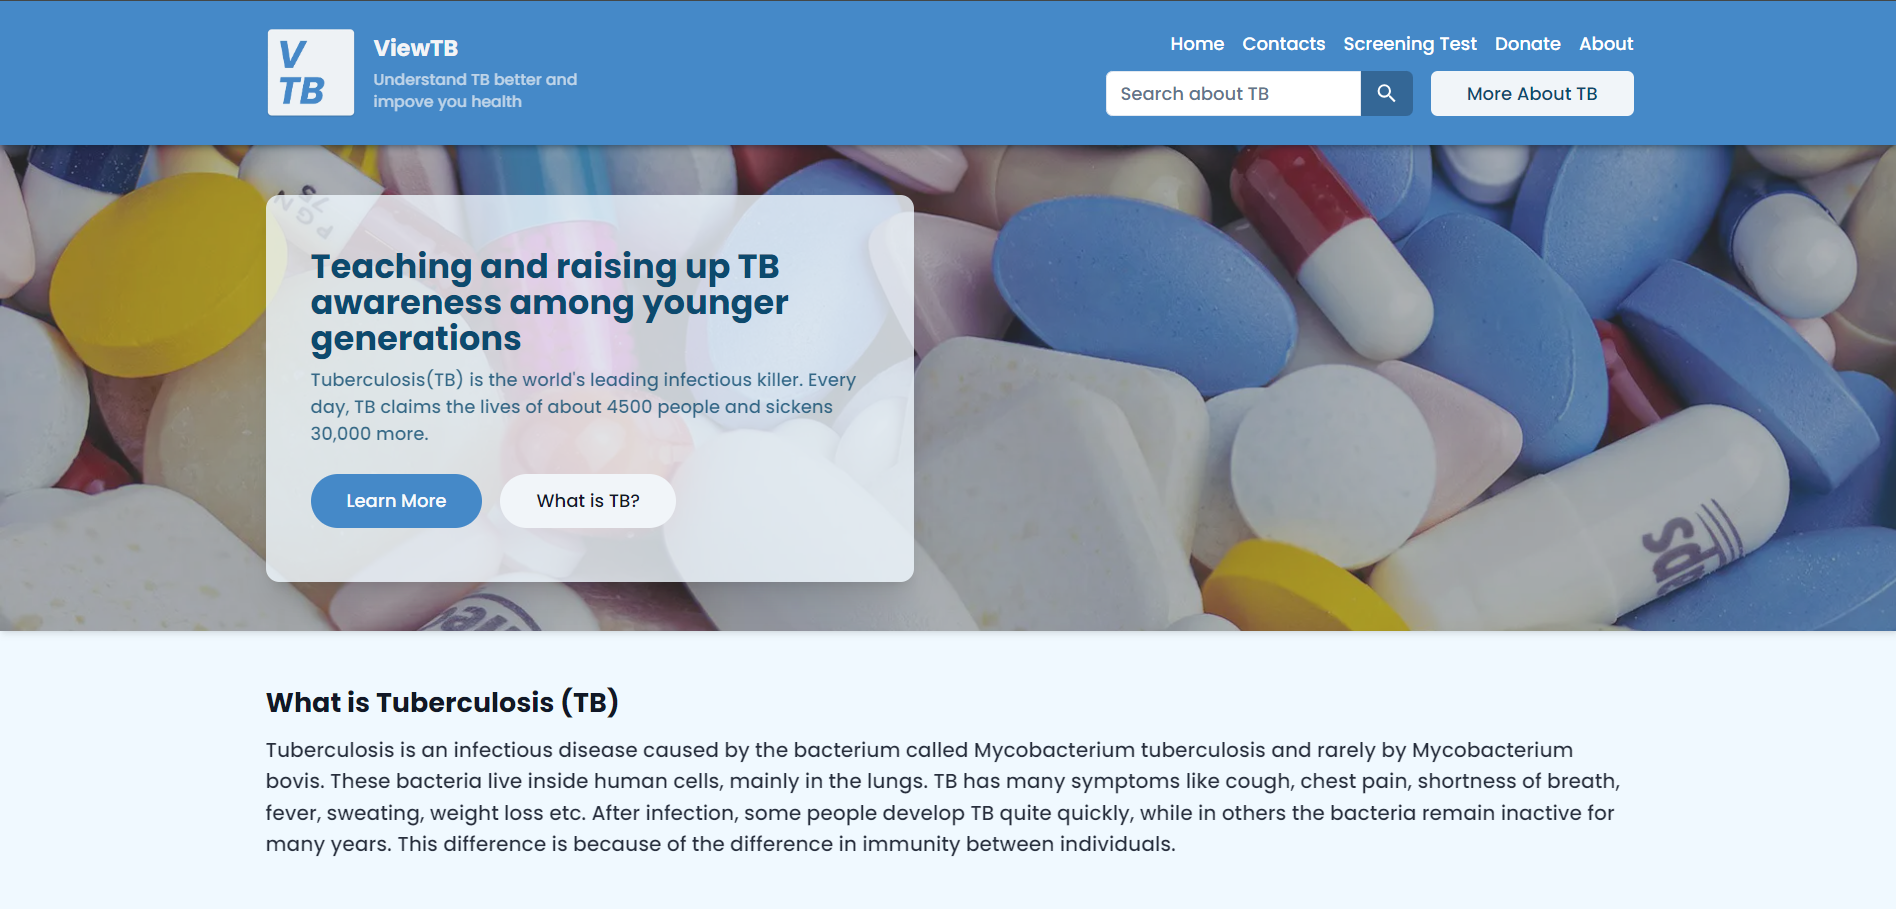 V
TB
ViewTB
Understand TB better and
impove you health
Home Contacts Screening Test Donate About
Search about TB
More About TB
PGN
7B
Teaching and raising up TB
awareness among younger
generations
Tuberculosis(TB) is the world's leading infectious killer. Every
day, TB claims the lives of about 4500 people and sickens
30,000 more.
Learn More
What is TB?
What is Tuberculosis (TB)
Tuberculosis is an infectious disease caused by the bacterium called Mycobacterium tuberculosis and rarely by Mycobacterium
bovis. These bacteria live inside human cells, mainly in the lungs. TB has many symptoms like cough, chest pain, shortness of breath,
fever, sweating, weight loss etc. After infection, some people develop TB quite quickly, while in others the bacteria remain inactive for
many years. This difference is because of the difference in immunity between individuals.